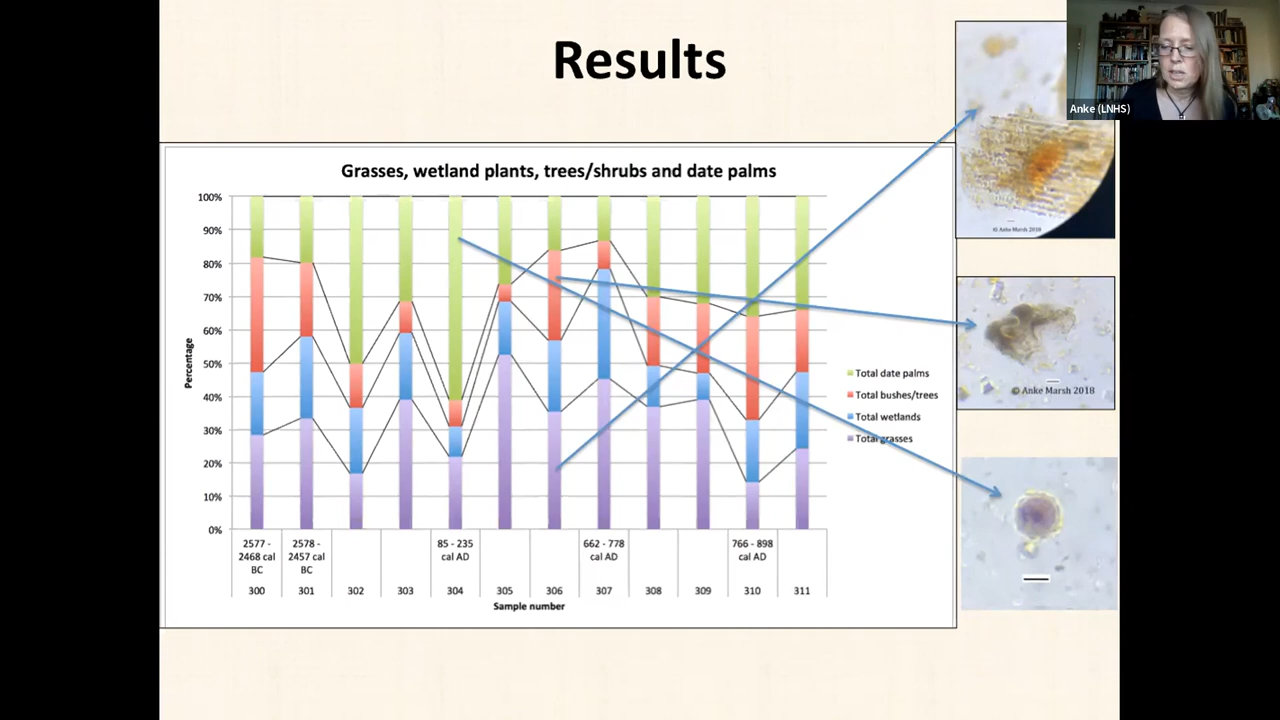 Results
Anke (LNHS)
© Anke Marsh 2018
Grasses, wetland plants, trees/shrubs and date palms
100%
90%
80%
70%
60%
50%
40%
30%
20%
10%
0%
Percentage
Total date palms
Total bushes/trees
Total wetlands
Total grasses
© Anke Marsh 2018
2577 - 2578 - 85 - 235 662 - 778 766 - 898
2468 cal 2457 cal cal AD cal AD cal AD
BC BC
300 301 302 303 304 305 306 307 308 309 310 311
Sample number